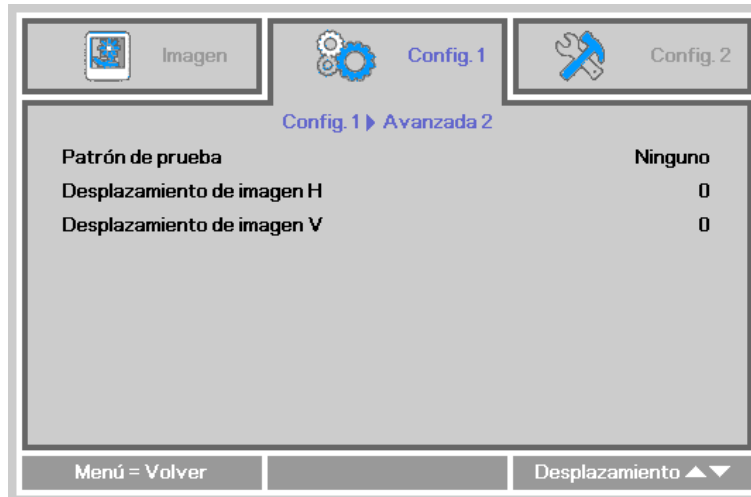 Imagen
Config. 1
Config. 2
Config. 1 ▶ Avanzada 2
Patrón de prueba Ninguno
Desplazamiento de imagen H 0
Desplazamiento de imagen V 0
Menú = Volver
Desplazamiento ▲▼